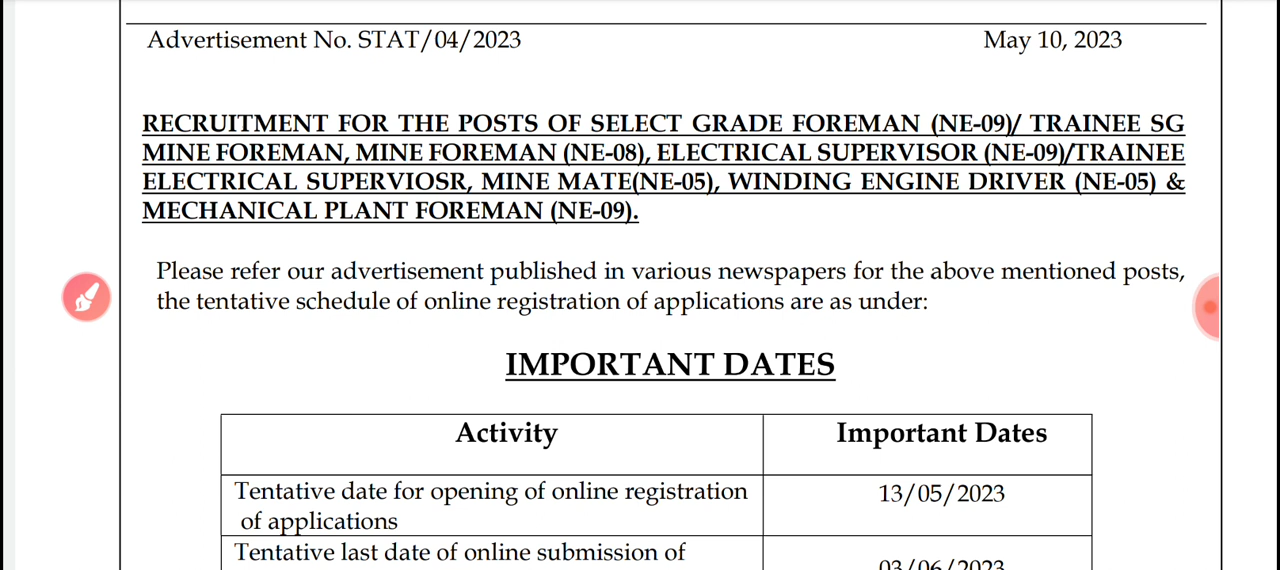 Advertisement No. STAT/04/2023 May 10, 2023
RECRUITMENT FOR THE POSTS OF SELECT GRADE FOREMAN (NE-09)/ TRAINEE SG
MINE FOREMAN, MINE FOREMAN (NE-08), ELECTRICAL SUPERVISOR (NE-09)/TRAINEE
ELECTRICAL SUPERVIOSR, MINE MATE(NE-05), WINDING ENGINE DRIVER (NE-05) &
MECHANICAL PLANT FOREMAN (NE-09).
Please refer our advertisement published in various newspapers for the above mentioned posts,
the tentative schedule of online registration of applications are as under:
IMPORTANT DATES
Activity Important Dates
Tentative date for opening of online registration 13/05/2023
of applications
Tentative last date of online submission of
03/06/2023